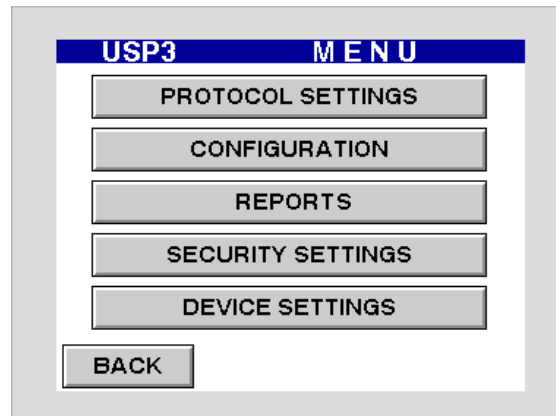 USP3 MENU
PROTOCOL SETTINGS
CONFIGURATION
REPORTS
SECURITY SETTINGS
DEVICE SETTINGS
BACK